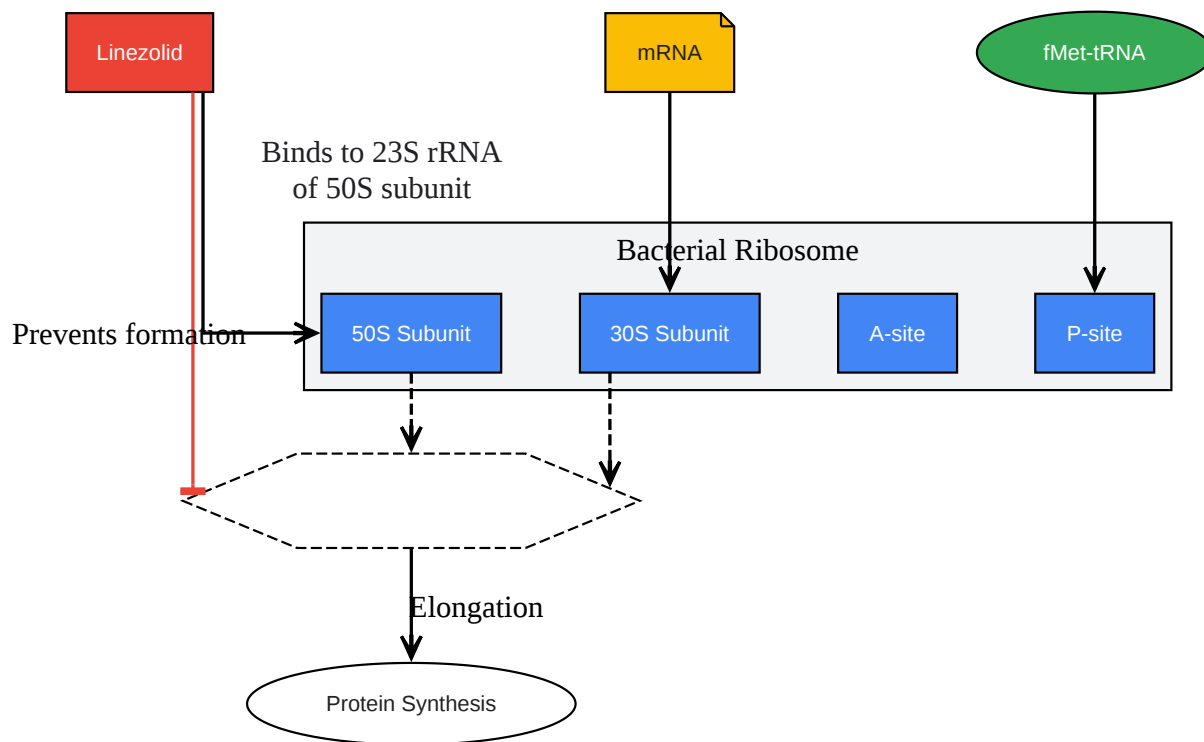 Linezolid
mRNA
fMet-tRNA
Binds to 23S rRNA
of 50S subunit
Bacterial Ribosome
Prevents formation
50S Subunit
30S Subunit
A-site
P-site
Elongation
Protein Synthesis